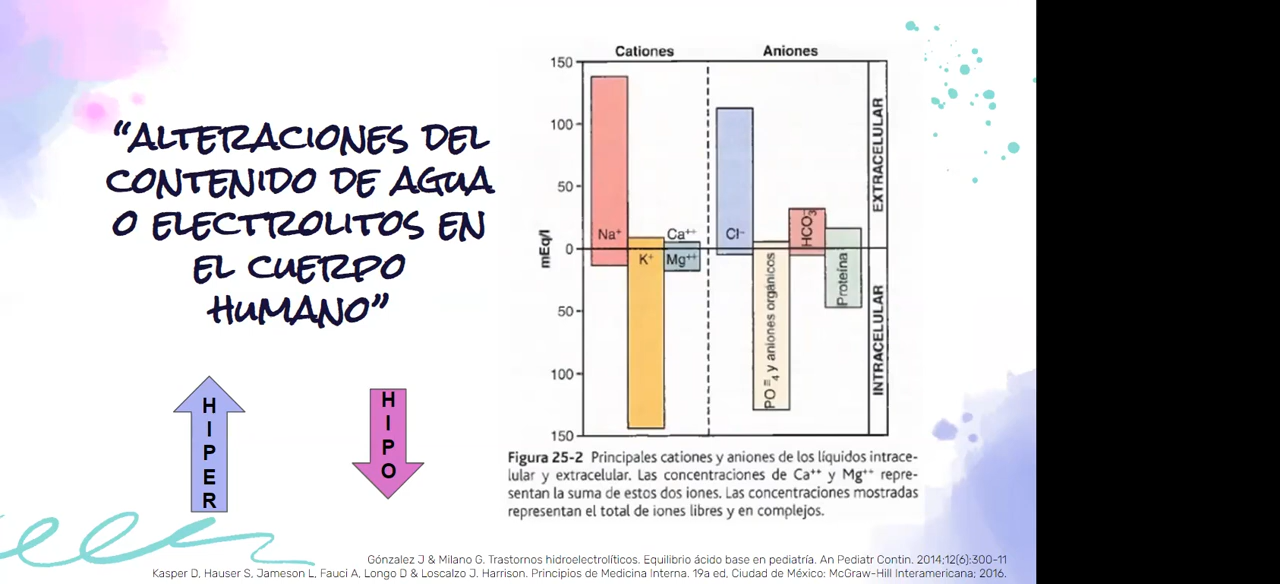 “ALTERACIONES DEL
CONTENIDO DE AGUA
O ELECTROLITOS EN
EL CUERPO
HUMANO”
HIPER
HIPO
Cationes Aniones
150
100
50
0
50
100
150
mEq/l
Na⁺
K⁺
Ca⁺⁺
Mg⁺⁺
Cl⁻
PO₄≡ y aniones orgánicos
HCO₃⁻
Proteína
EXTRACELULAR
INTRACELULAR
Figura 25-2 Principales cationes y aniones de los líquidos intrace-
lular y extracelular. Las concentraciones de Ca⁺⁺ y Mg⁺⁺ repre-
sentan la suma de estos dos iones. Las concentraciones mostradas
representan el total de iones libres y en complejos.
Gónzalez J & Milano G. Trastornos hidroelectrolíticos. Equilibrio ácido base en pediatría. An Pediatr Contin. 2014;12(6):300-11
Kasper D, Hauser S, Jameson L, Fauci A, Longo D & Loscalzo J. Harrison. Principios de Medicina Interna. 19a ed, Ciudad de México: McGraw-Hill Interamericana; 2016.